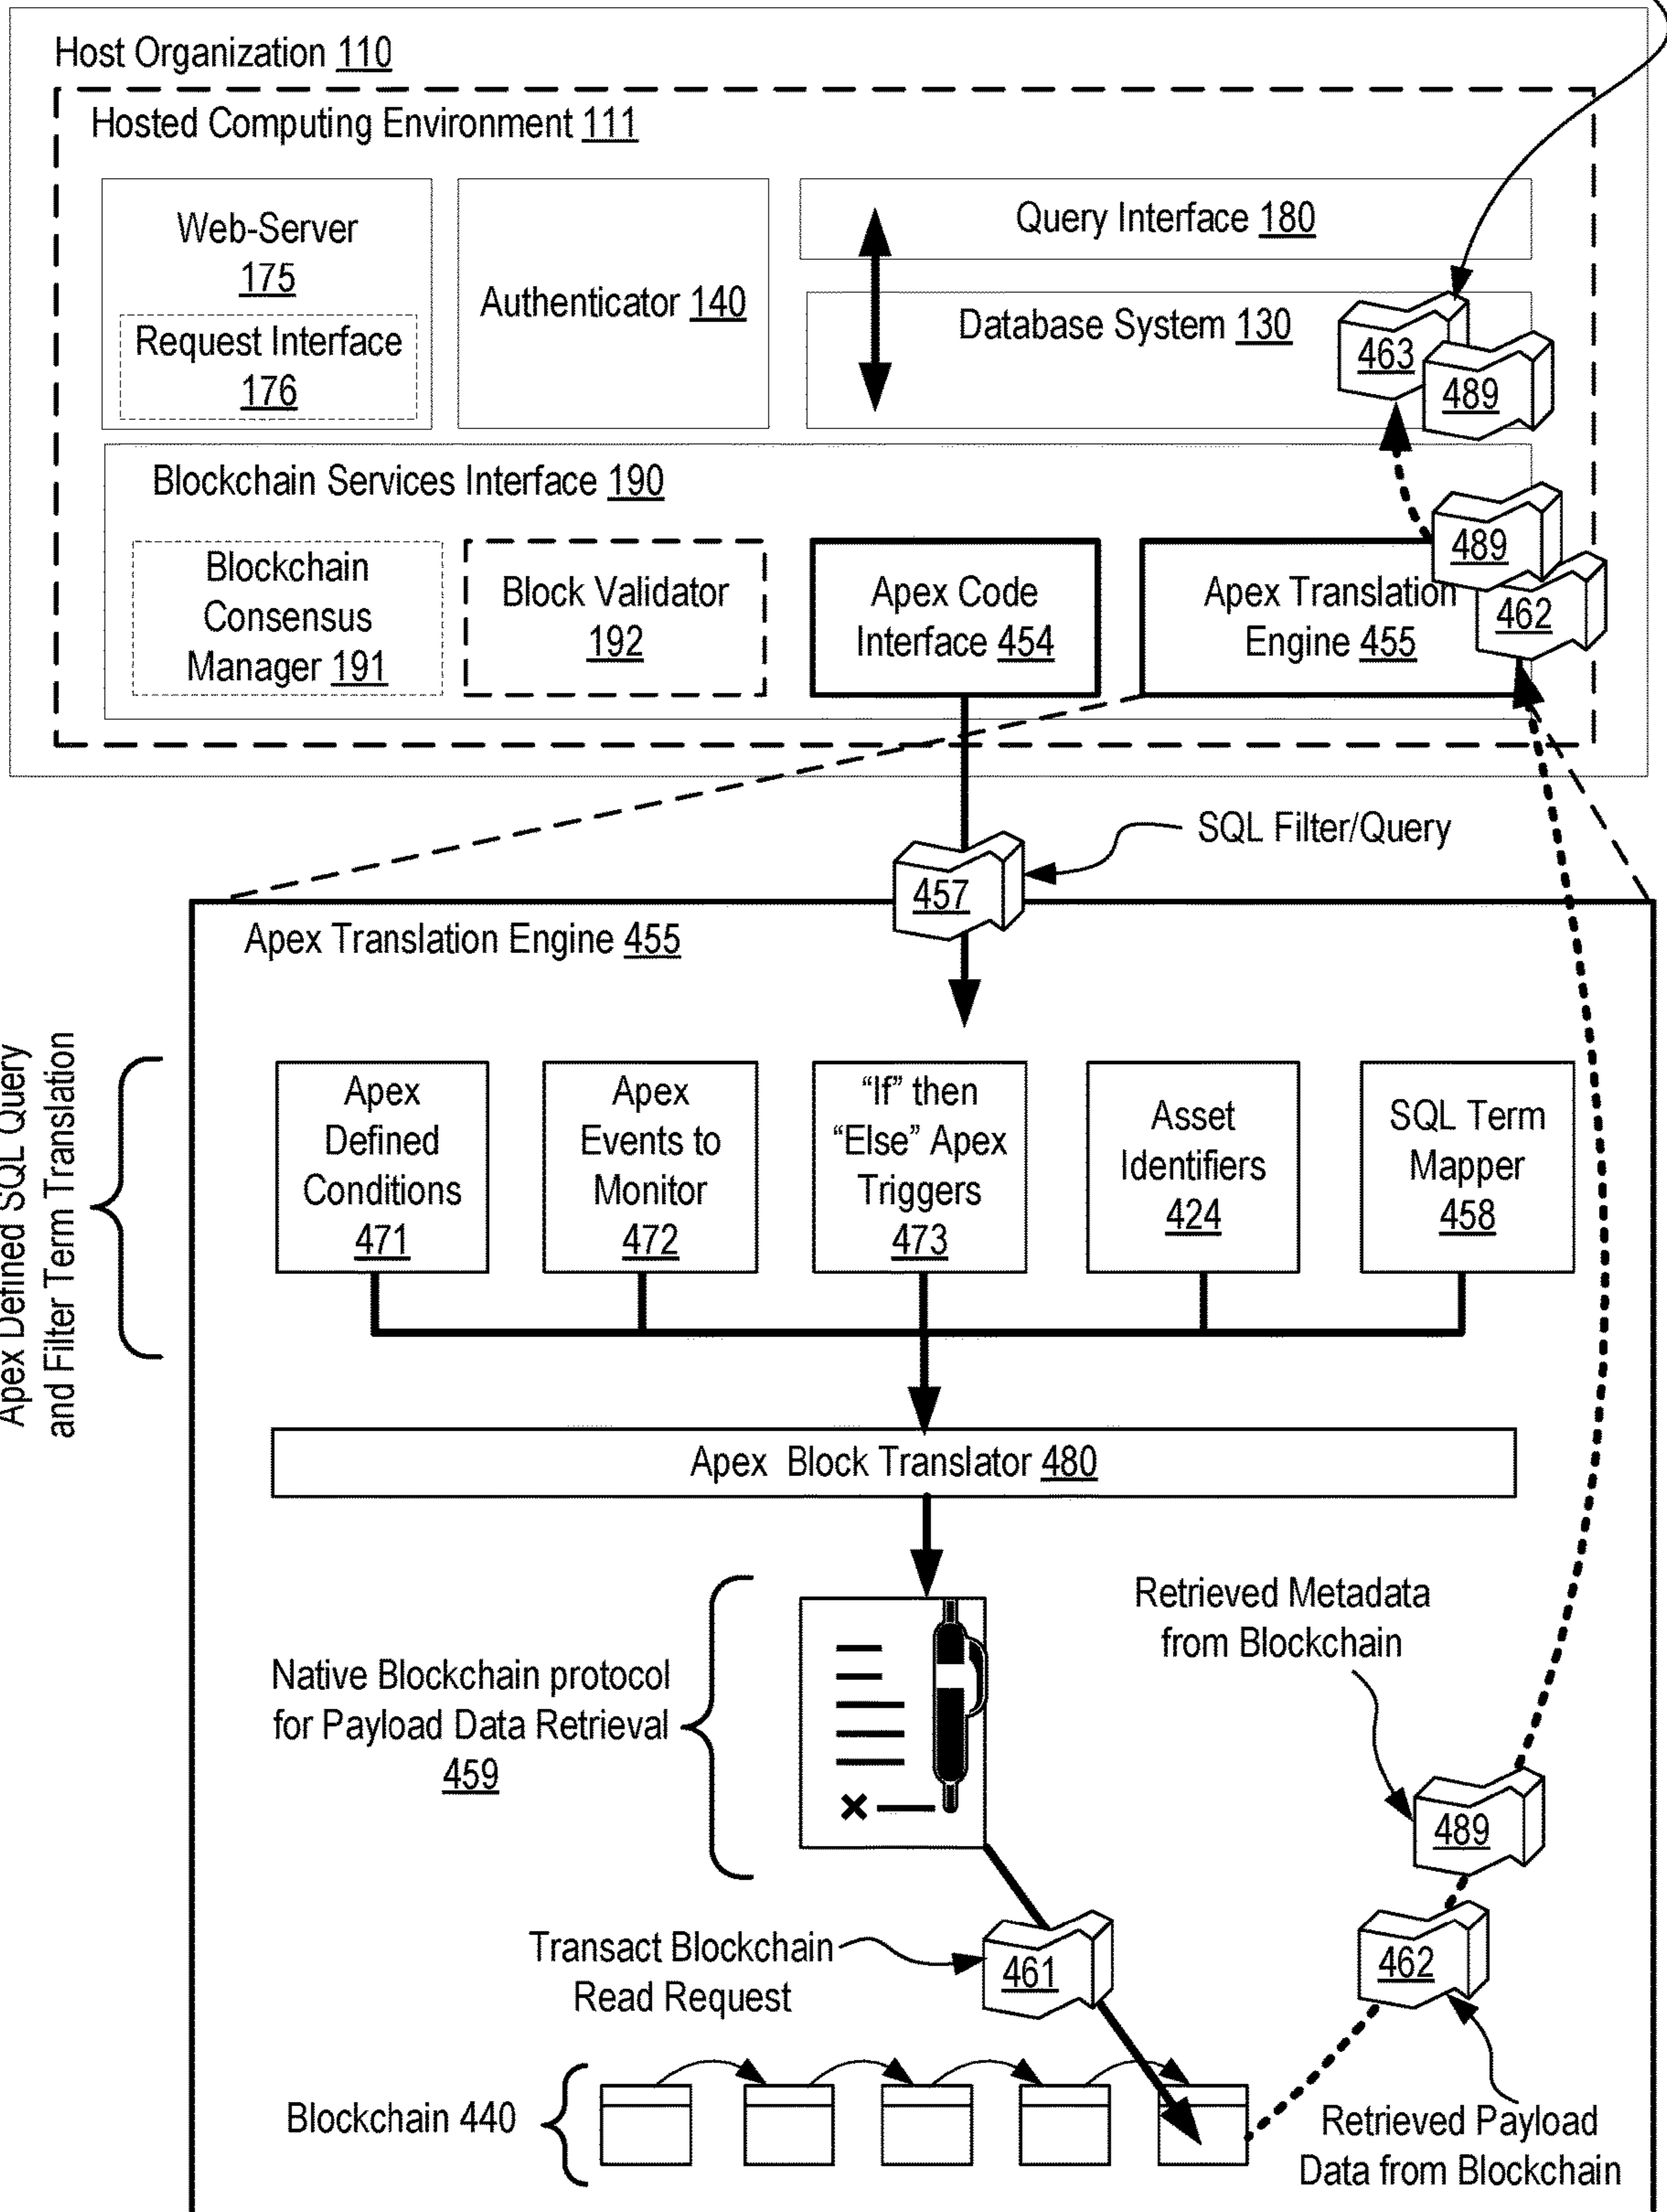 Host Organization 110
Hosted Computing Environment 111
Web-Server
175
Request Interface
176
Authenticator 140
Query Interface 180
Database System 130
463
489
Blockchain Services Interface 190
Blockchain
Consensus
Manager 191
Block Validator
192
Apex Code
Interface 454
Apex Translation
Engine 455
489
462
SQL Filter/Query
457
Apex Translation Engine 455
Apex Defined SQL Query
and Filter Term Translation
Apex
Defined
Conditions
471
Apex
Events to
Monitor
472
“If” then
“Else” Apex
Triggers
473
Asset
Identifiers
424
SQL Term
Mapper
458
Apex Block Translator 480
Native Blockchain protocol
for Payload Data Retrieval
459
Retrieved Metadata
from Blockchain
489
Transact Blockchain
Read Request
461
462
Blockchain 440
Retrieved Payload
Data from Blockchain